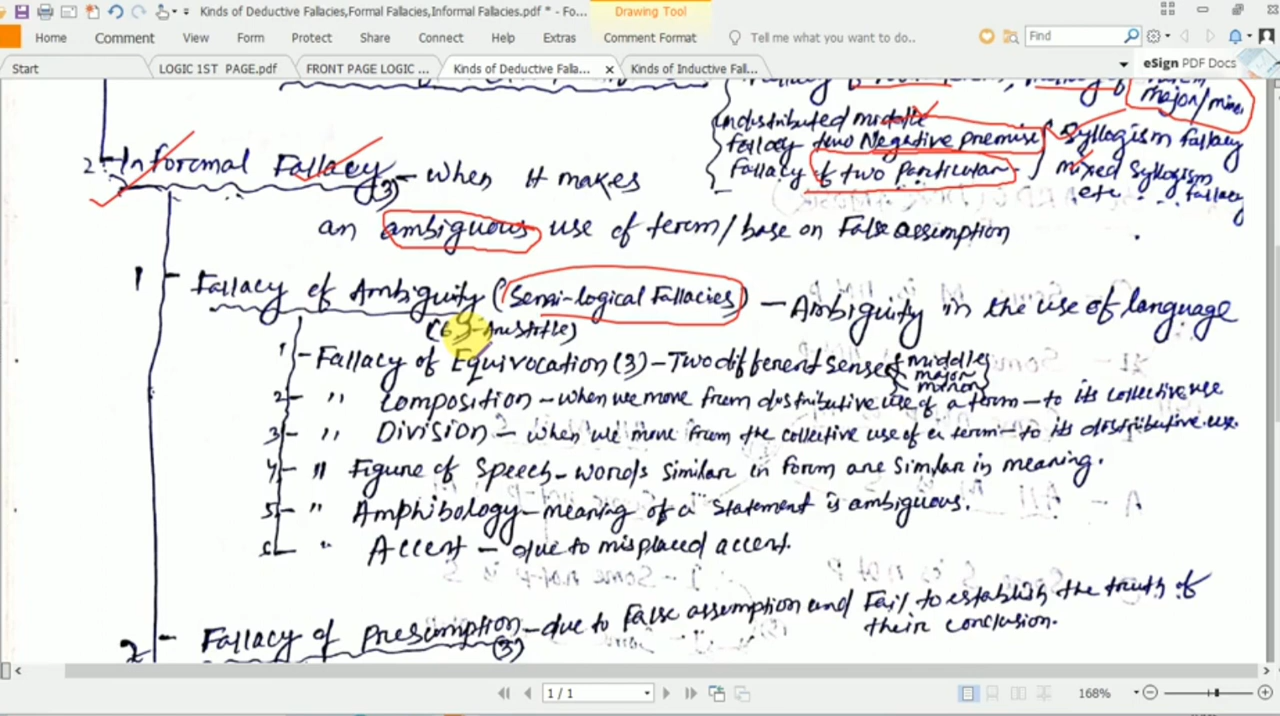 Kinds of Deductive Fallacies,Formal Fallacies,Informal Fallacies.pdf * - Fo...
Drawing Tool
Home Comment View Form Protect Share Connect Help Extras Comment Format Tell me what you want to do.. Find
Start LOGIC 1ST PAGE.pdf FRONT PAGE LOGIC ... Kinds of Deductive Falla... x Kinds of Inductive Fall... eSign PDF Docs
major/minor
undistributed middle
fallacy two Negative premise
Syllogism fallacy
Fallacy of two particular
mixed Syllogism
etc. fallacy
2- Informal Fallacy - when it makes
(3)
an ambiguous use of term/base on False assumption
1 - Fallacy of Ambiguity (Semi-logical Fallacies) - Ambiguity in the use of language
(6)-Aristotle)
1 - Fallacy of Equivocation (3) - Two different Senses { middle
major
minor
2 - " composition - when we move from distributive use of a term - to its collective use
3 - " Division - when we move from the collective use of a term - to its distributive use.
4 - " Figure of Speech - words similar in form are similar in meaning.
5 - " Amphibology - meaning of a statement is ambiguous.
6 - " Accent - due to misplaced accent.
2 - Fallacy of Presumption - due to False assumption and Fail to establish the truth of
their conclusion.
(3)
1 / 1 168%